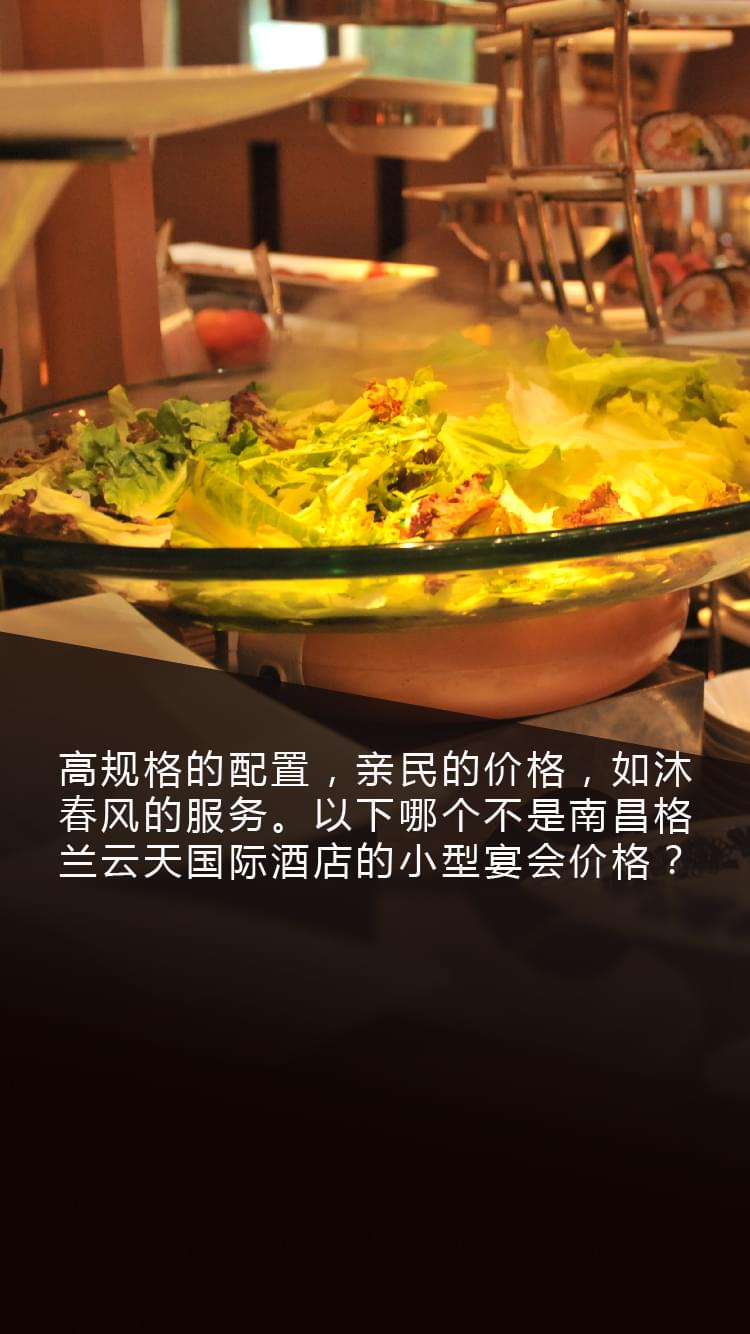 高规格的配置，亲民的价格，如沐
春风的服务。以下哪个不是南昌格
兰云天国际酒店的小型宴会价格？